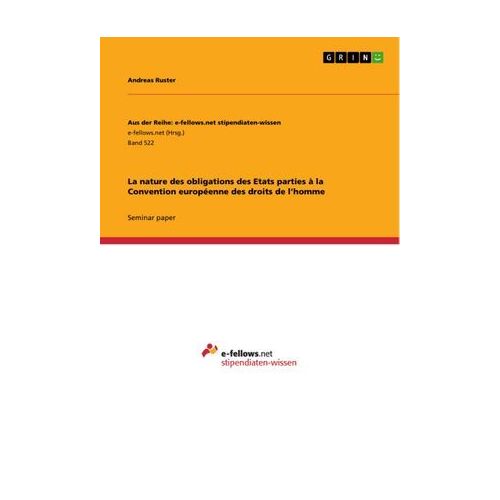 GRIN
Andreas Ruster
Aus der Reihe: e-fellows.net stipendiaten-wissen
e-fellows.net (Hrsg.)
Band 522
La nature des obligations des Etats parties à la
Convention européenne des droits de l'homme
Seminar paper
e-fellows.net
stipendiaten-wissen